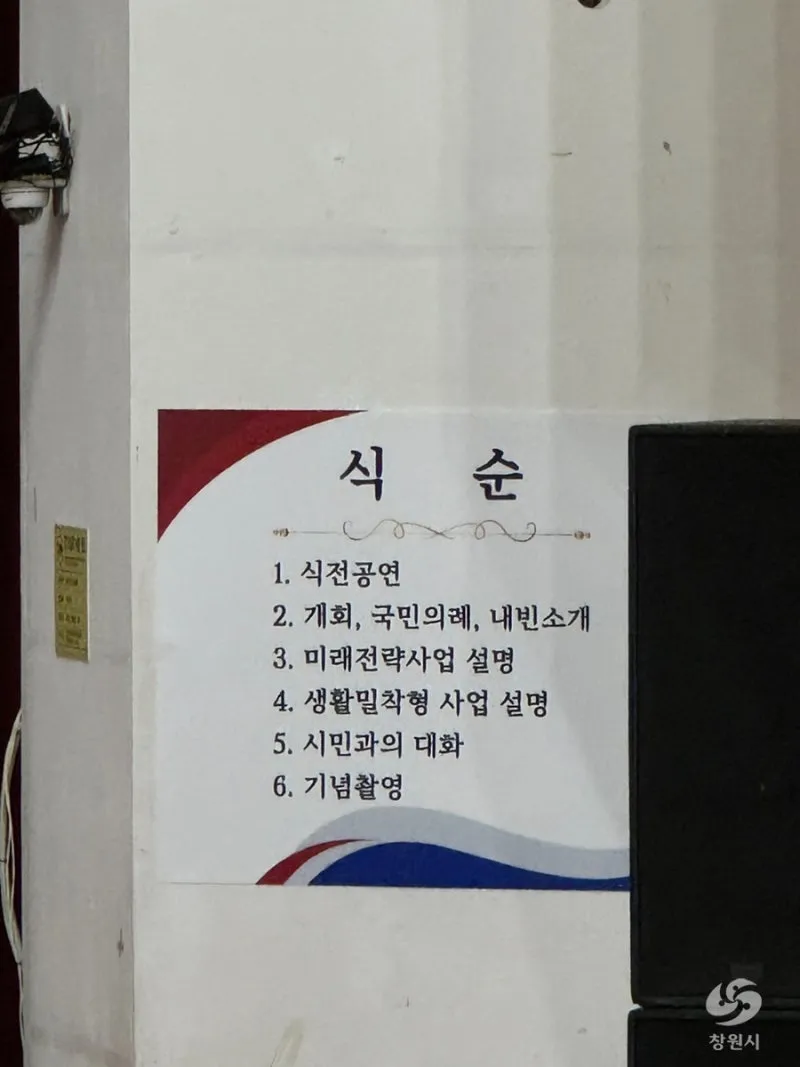 식 순
1. 식전공연
2. 개회, 국민의례, 내빈소개
3. 미래전략사업 설명
4. 생활밀착형 사업 설명
5. 시민과의 대화
6. 기념촬영
창원시